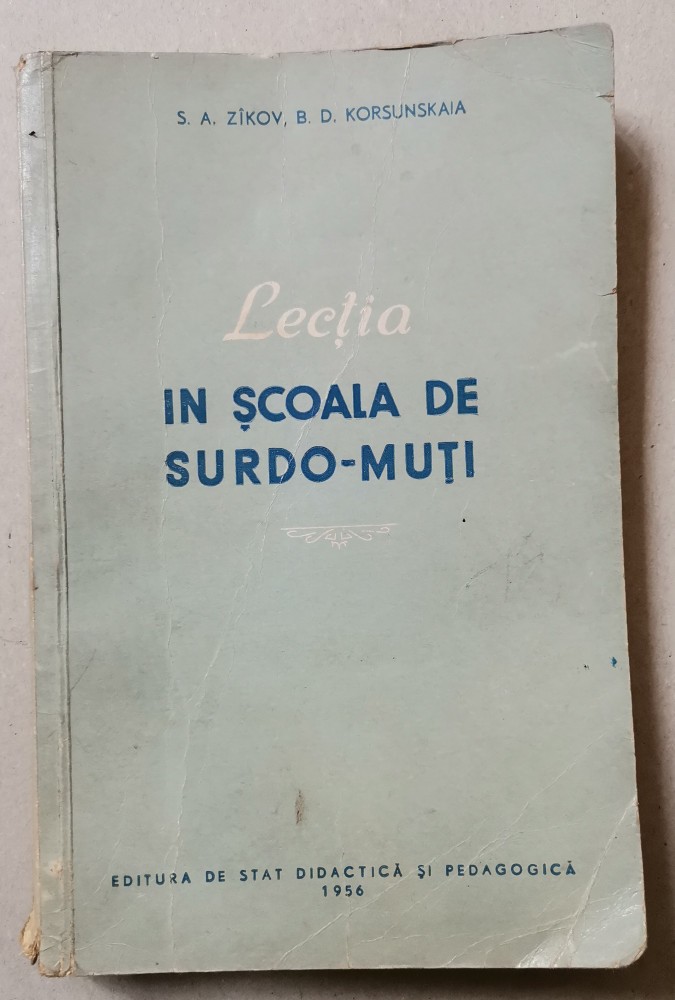 S. A. ZÎKOV, B. D. KORSUNSKAIA
Lecția
IN ȘCOALA DE
SURDO-MUȚI
EDITURA DE STAT DIDACTICĂ ȘI PEDAGOGICĂ
1956